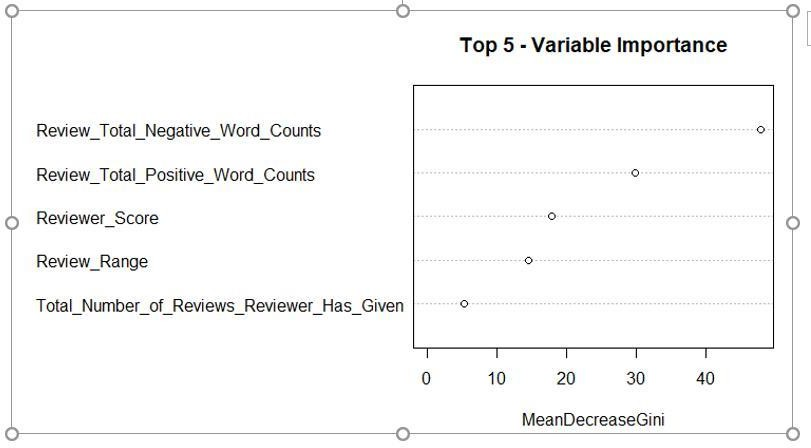 Top 5 - Variable Importance
Review_Total_Negative_Word_Counts
Review_Total_Positive_Word_Counts
Reviewer_Score
Review_Range
Total_Number_of_Reviews_Reviewer_Has_Given
0 10 20 30 40
MeanDecreaseGini